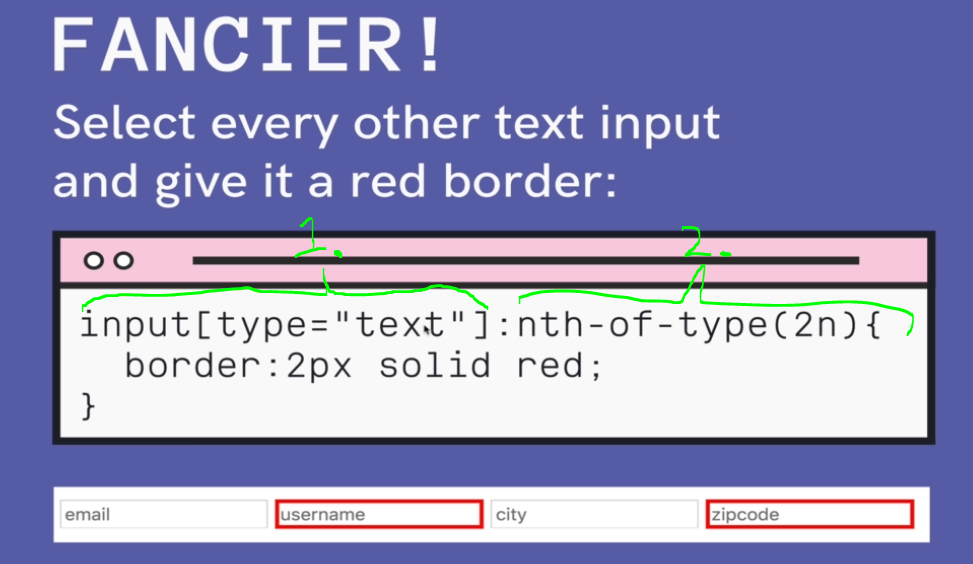 FANCIER!
Select every other text input
and give it a red border:
1.
2.
input[type="text"]:nth-of-type(2n){
border:2px solid red;
}
email
username
city
zipcode